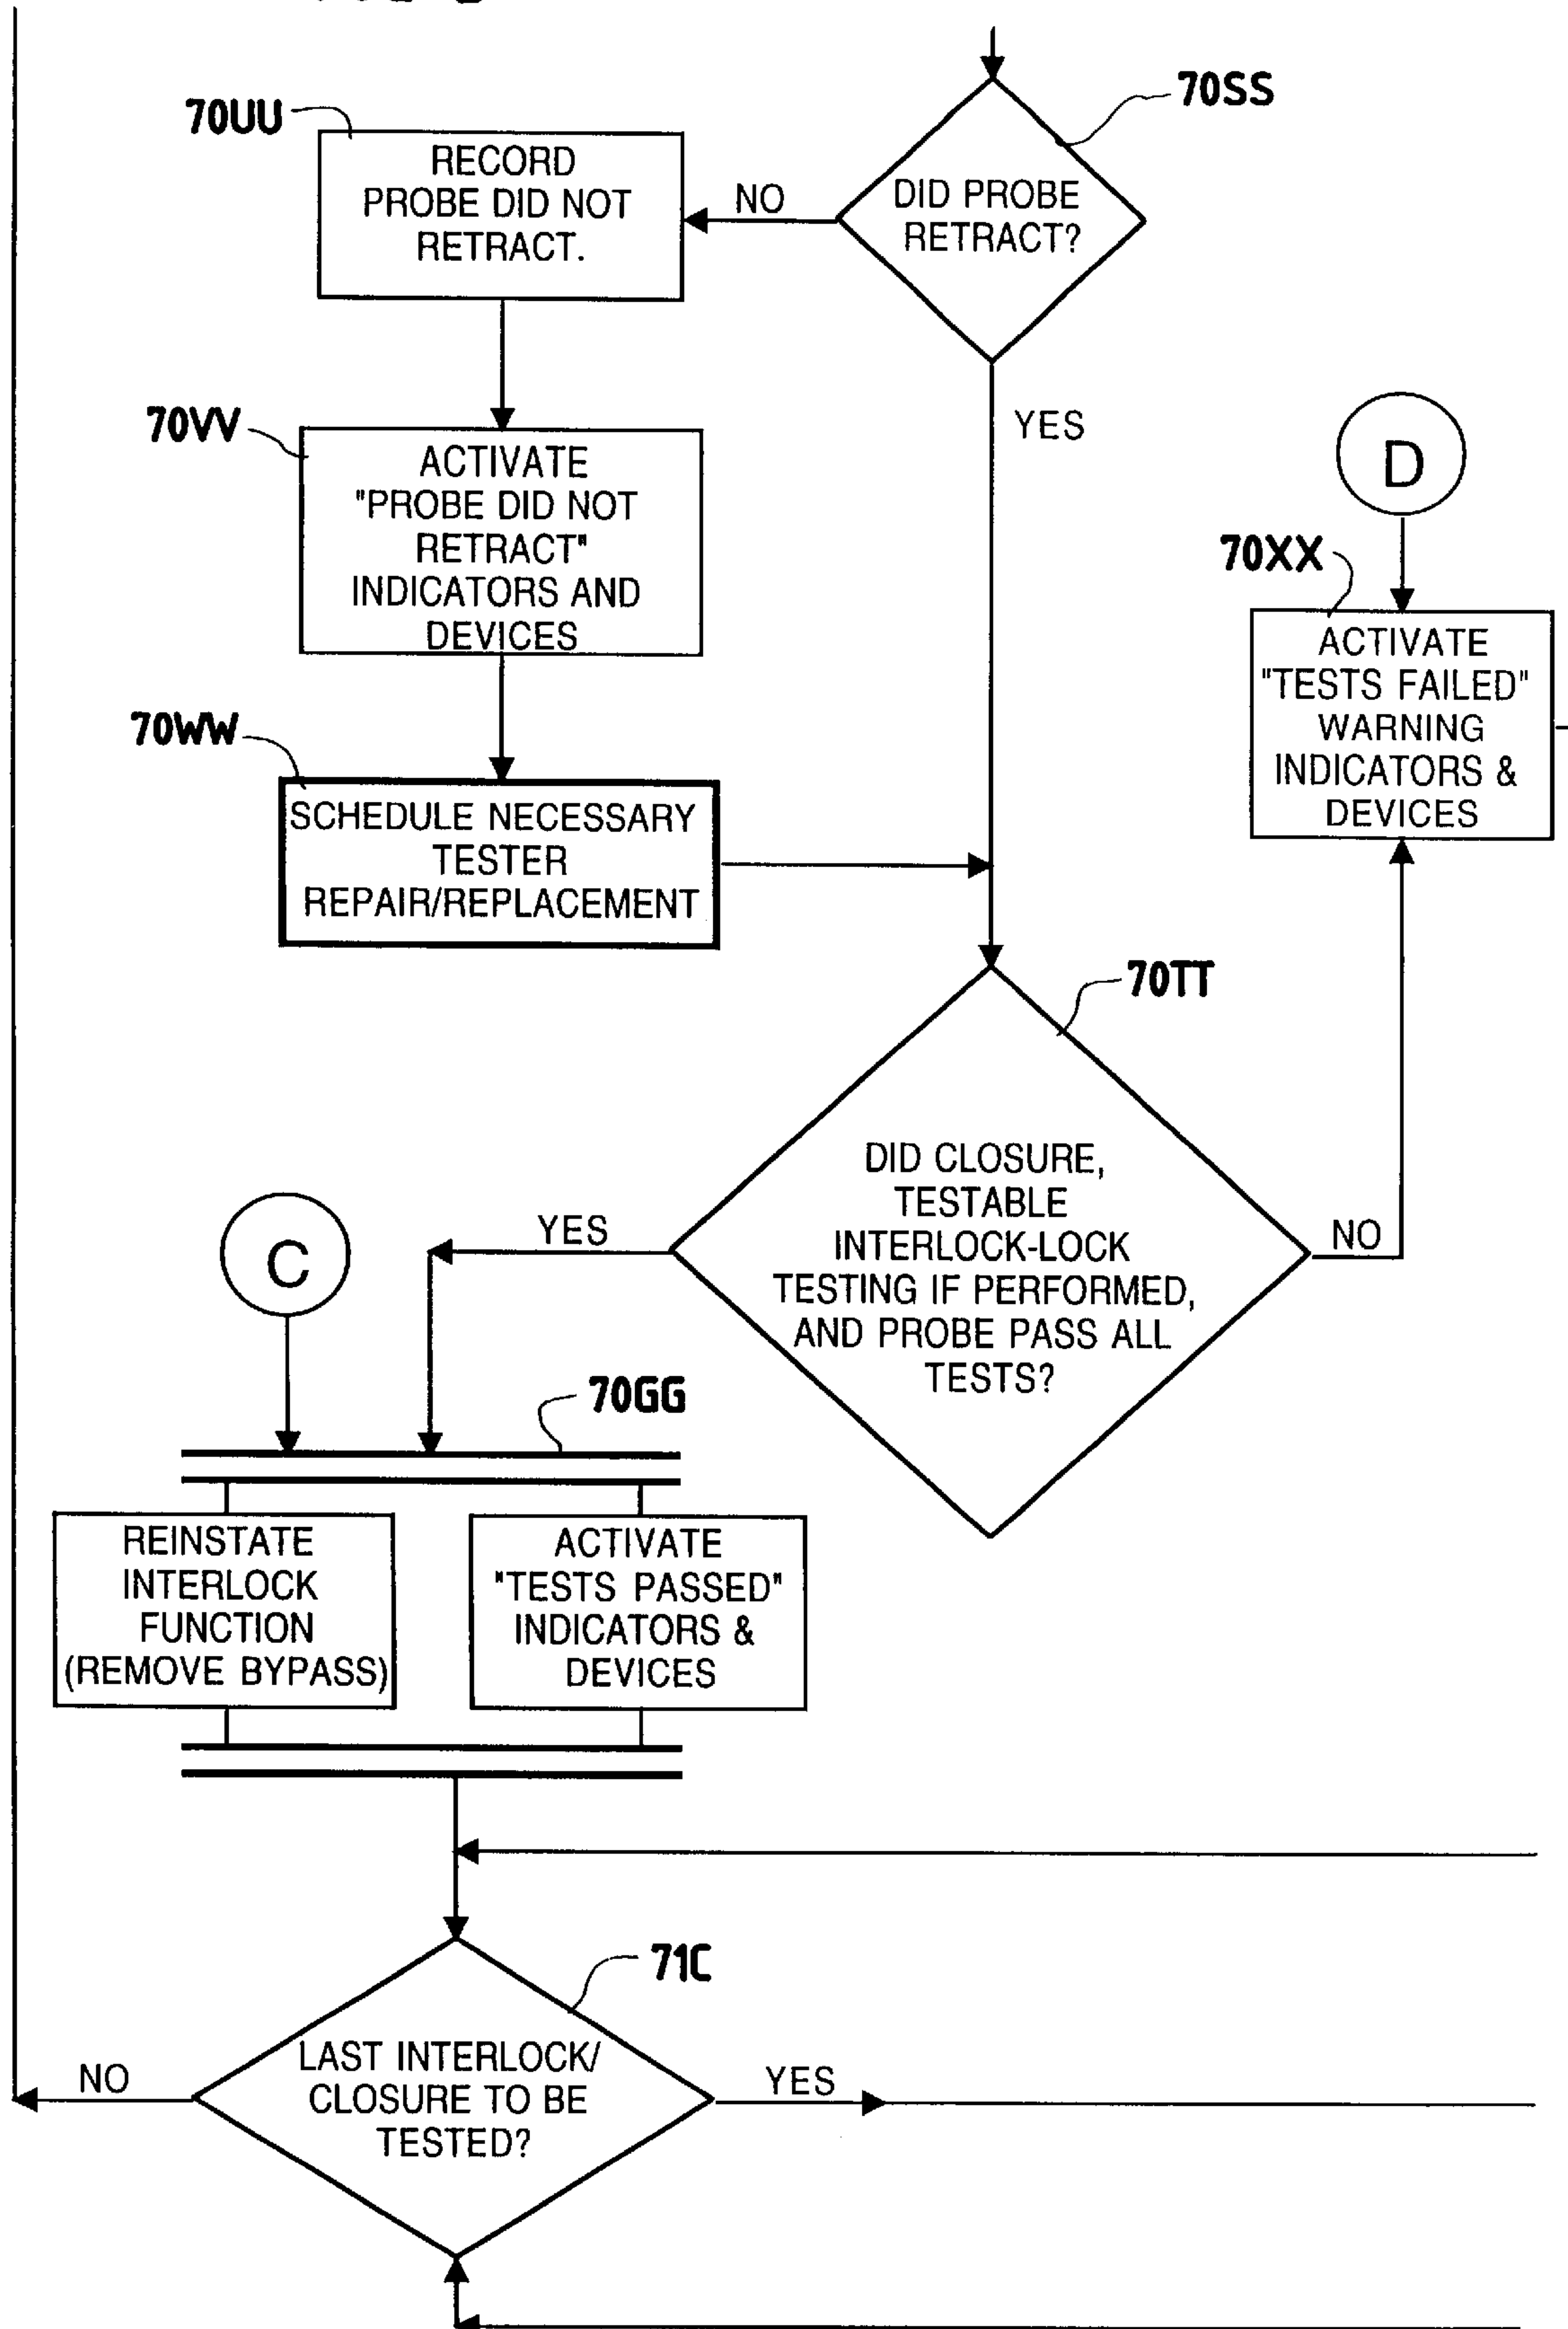 70SS
70UU
RECORD
PROBE DID NOT
RETRACT.
NO
DID PROBE
RETRACT?
YES
70VV
ACTIVATE
"PROBE DID NOT
RETRACT"
INDICATORS AND
DEVICES
D
70XX
ACTIVATE
"TESTS FAILED"
WARNING
INDICATORS &
DEVICES
70WW
SCHEDULE NECESSARY
TESTER
REPAIR/REPLACEMENT
70TT
DID CLOSURE,
TESTABLE
INTERLOCK-LOCK
TESTING IF PERFORMED,
AND PROBE PASS ALL
TESTS?
YES
NO
C
70GG
REINSTATE
INTERLOCK
FUNCTION
(REMOVE BYPASS)
ACTIVATE
"TESTS PASSED"
INDICATORS &
DEVICES
71C
LAST INTERLOCK/
CLOSURE TO BE
TESTED?
NO
YES